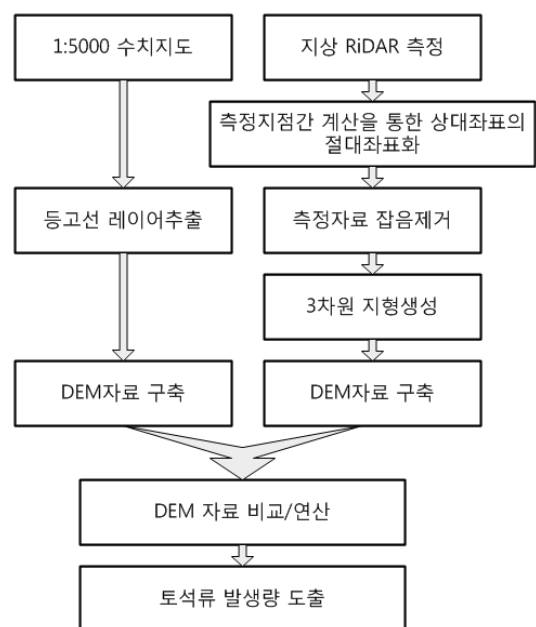 1:5000 수치지도
지상 RiDAR 측정
측정지점간 계산을 통한 상대좌표의
절대좌표화
등고선 레이어추출
측정자료 잡음제거
3차원 지형생성
DEM자료 구축
DEM자료 구축
DEM 자료 비교/연산
토석류 발생량 도출